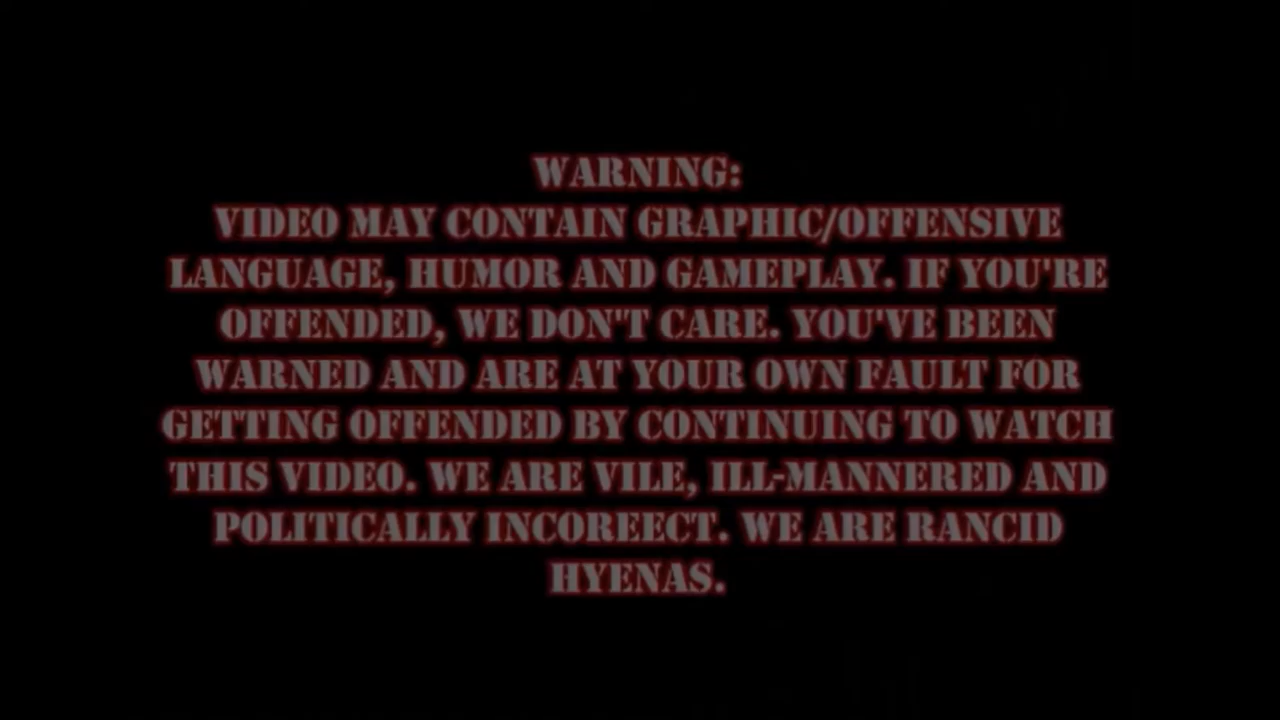 WARNING:
VIDEO MAY CONTAIN GRAPHIC/OFFENSIVE
LANGUAGE, HUMOR AND GAMEPLAY. IF YOU'RE
OFFENDED, WE DON'T CARE. YOU'VE BEEN
WARNED AND ARE AT YOUR OWN FAULT FOR
GETTING OFFENDED BY CONTINUING TO WATCH
THIS VIDEO. WE ARE VILE, ILL-MANNERED AND
POLITICALLY INCOREECT. WE ARE RANCID
HYENAS.